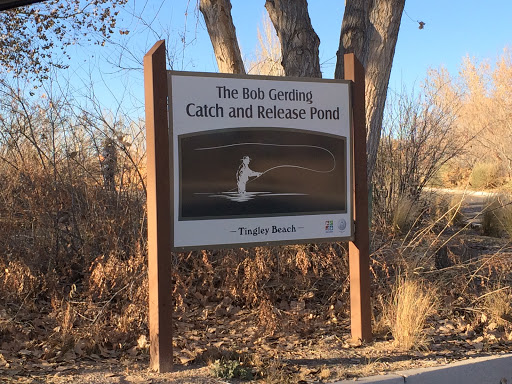 The Bob Gerding
Catch and Release Pond
— Tingley Beach —